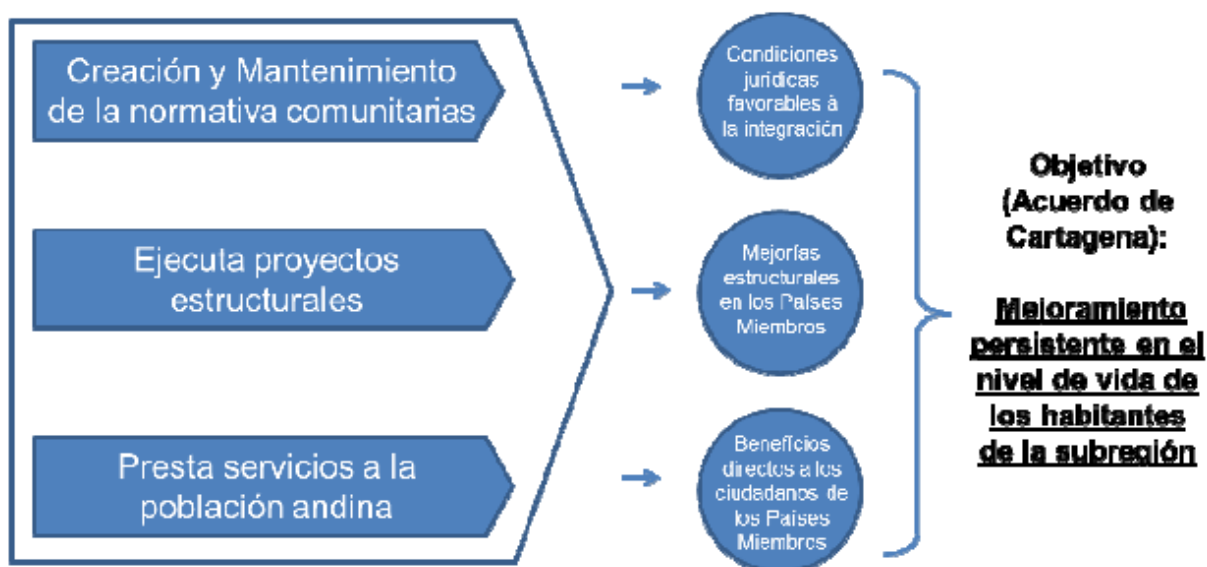 Creación y Mantenimiento
de la normativa comunitarias
Condiciones
jurídicas
favorables à
la integración
Ejecuta proyectos
estructurales
Mejorías
estructurales
en los Países
Miembros
Presta servicios a la
población andina
Benefícios
directos a los
ciudadanos de
los Países
Miembros
Objetivo
(Acuerdo de
Cartagena):
Mejoramiento
persistente en el
nivel de vida de
los habitantes
de la subregión